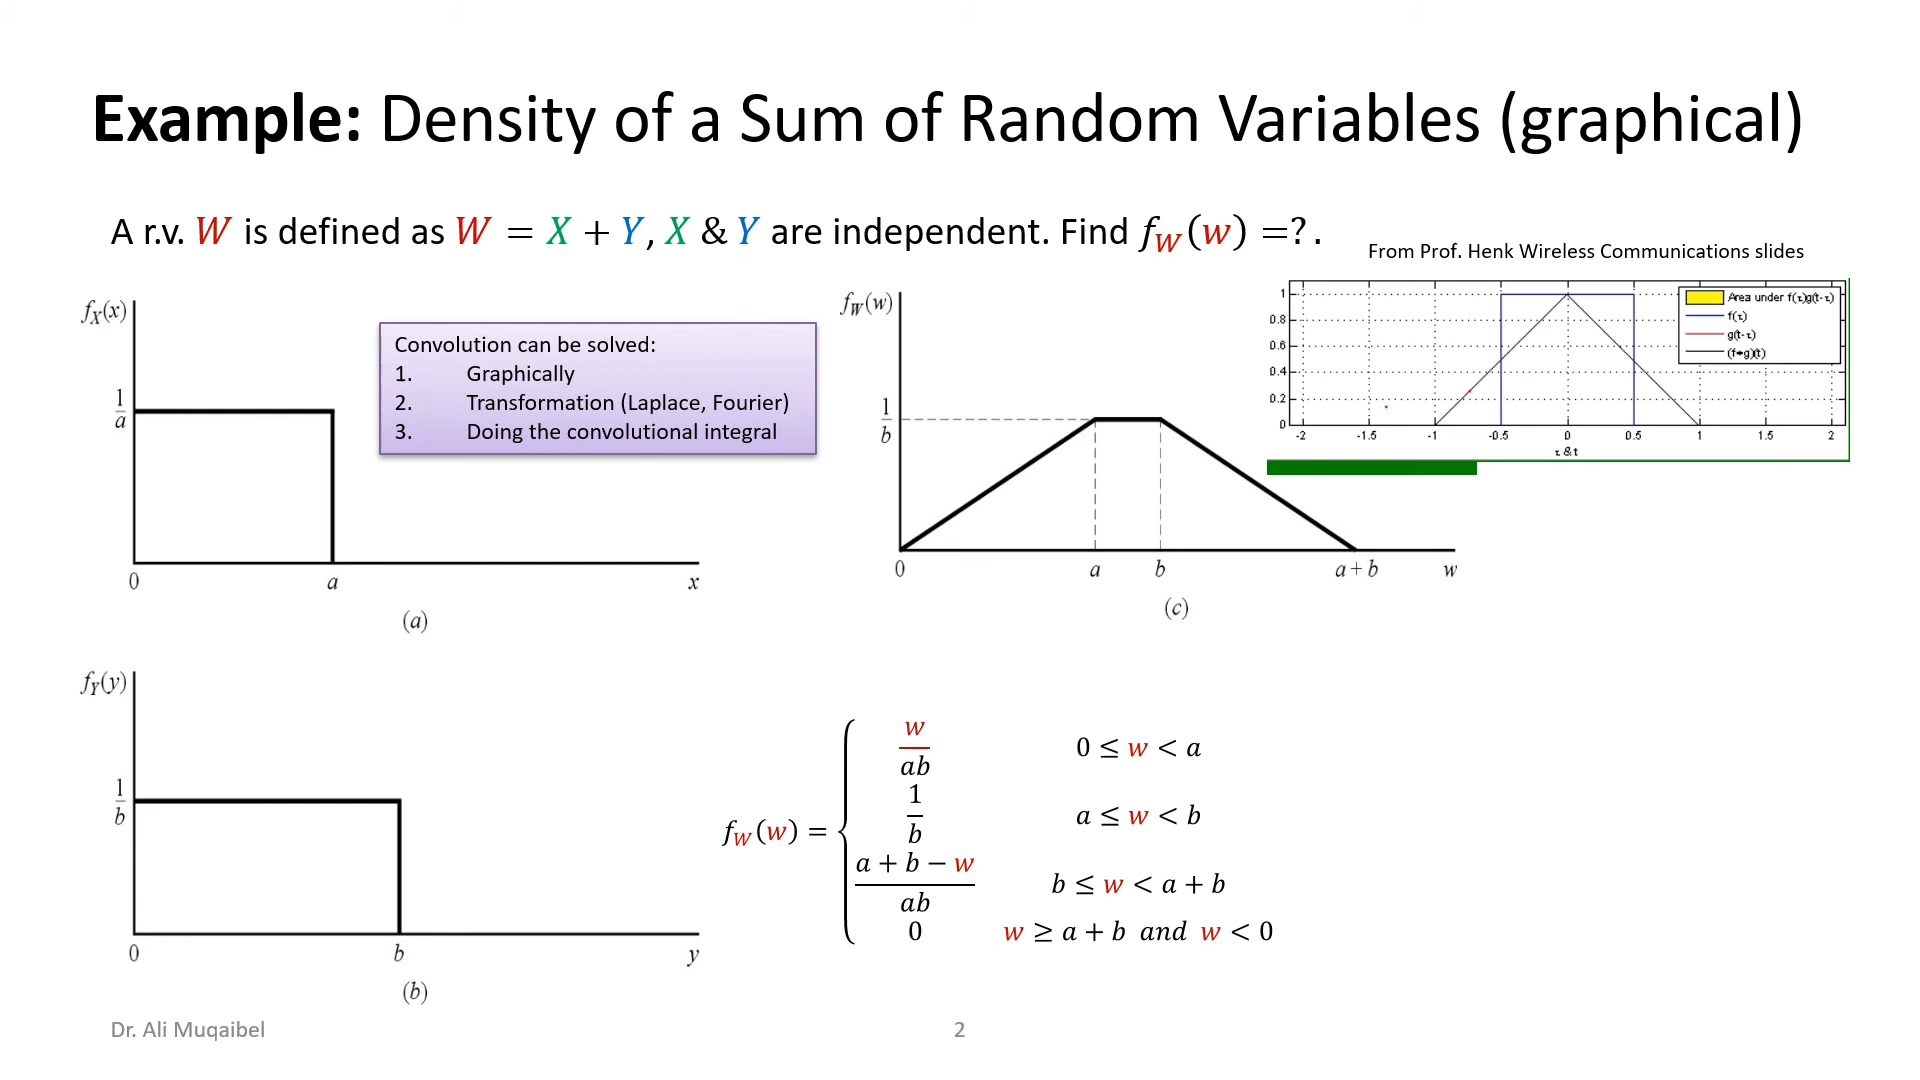 Example: Density of a Sum of Random Variables (graphical)
A r.v. W is defined as W = X + Y, X & Y are independent. Find f_W(w) =?.
From Prof. Henk Wireless Communications slides
f_X(x)
1/a
0 a x
(a)
Convolution can be solved:
1. Graphically
2. Transformation (Laplace, Fourier)
3. Doing the convolutional integral
f_W(w)
1/b
0 a b a + b w
(c)
1
0.8
0.6
0.4
0.2
0
-2 -1.5 -1 -0.5 0 0.5 1 1.5 2
τ & t
Area under f(τ)g(t-τ)
f(τ)
g(t-τ)
(f∗g)(t)
f_Y(y)
1/b
0 b y
(b)
f_W(w) =
w/ab 0 ≤ w < a
1/b a ≤ w < b
a + b − w/ab b ≤ w < a + b
0 w ≥ a + b and w < 0
Dr. Ali Muqaibel
2